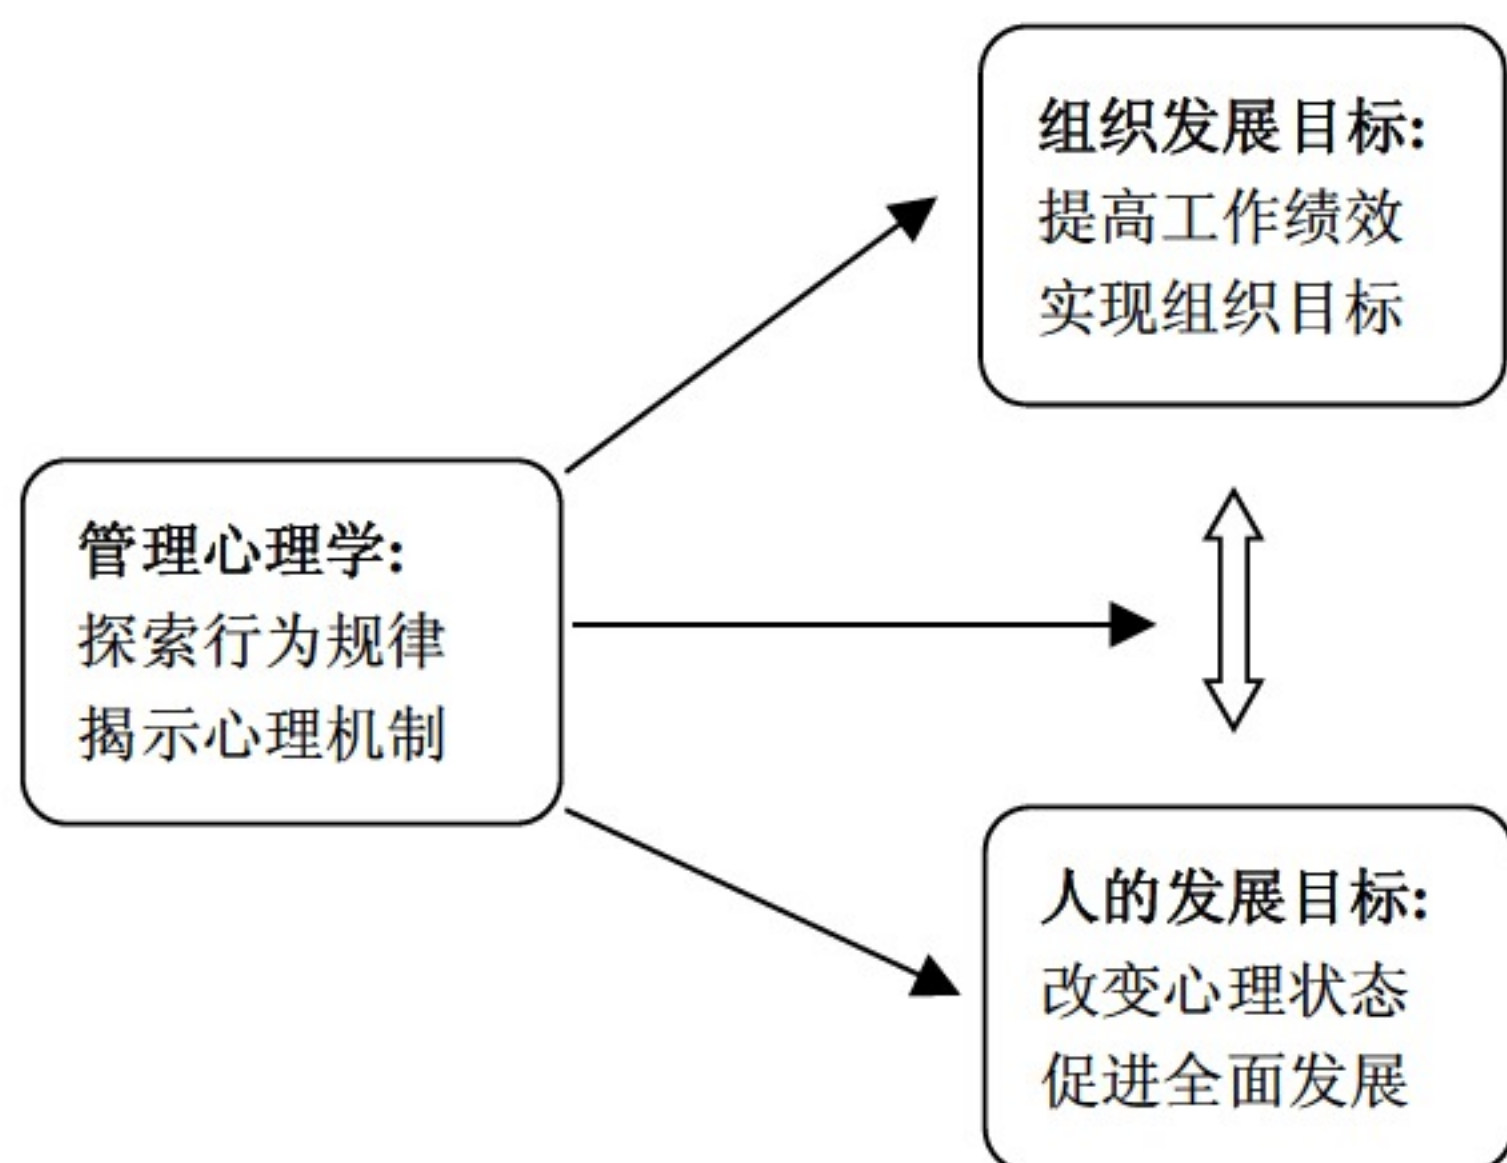 组织发展目标:
提高工作绩效
实现组织目标
管理心理学:
探索行为规律
揭示心理机制
人的发展目标:
改变心理状态
促进全面发展